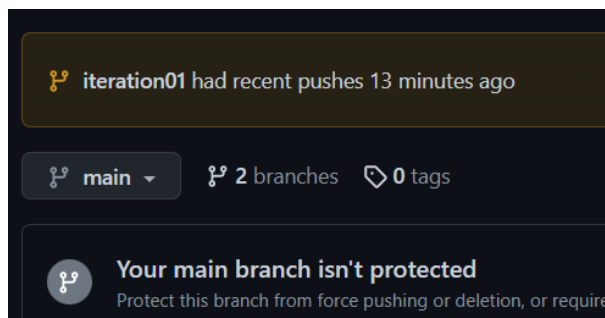 iteration01 had recent pushes 13 minutes ago
main 2 branches 0 tags
Your main branch isn't protected
Protect this branch from force pushing or deletion, or require